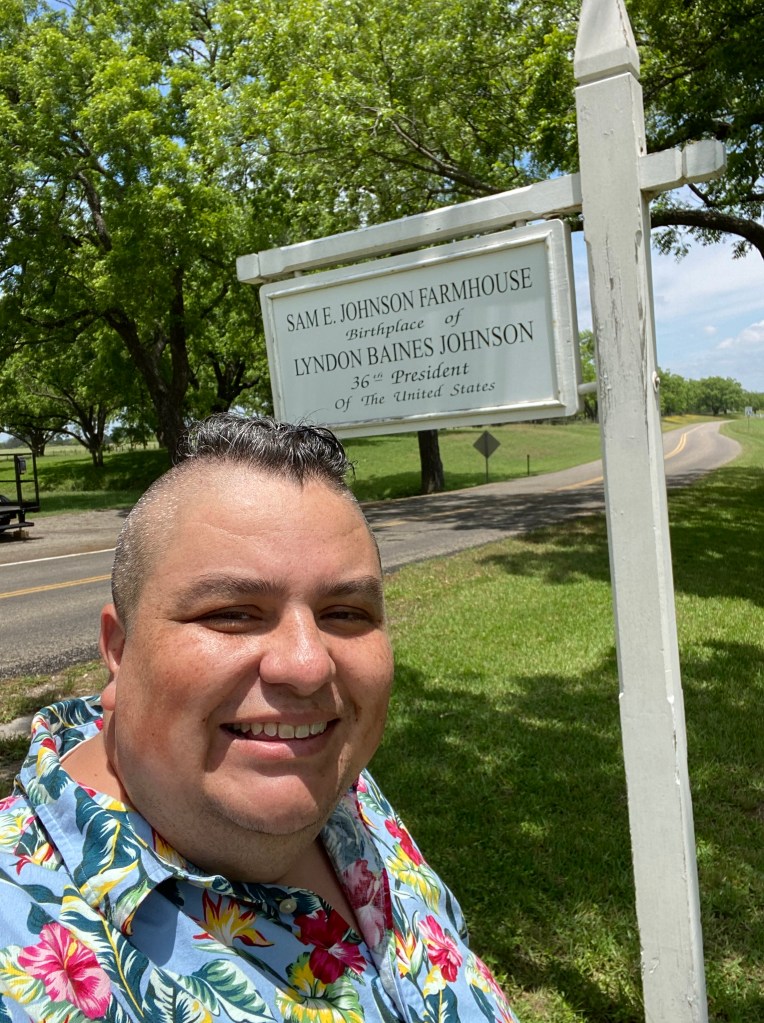 SAM E. JOHNSON FARMHOUSE
Birthplace of
LYNDON BAINES JOHNSON
36th President
Of The United States